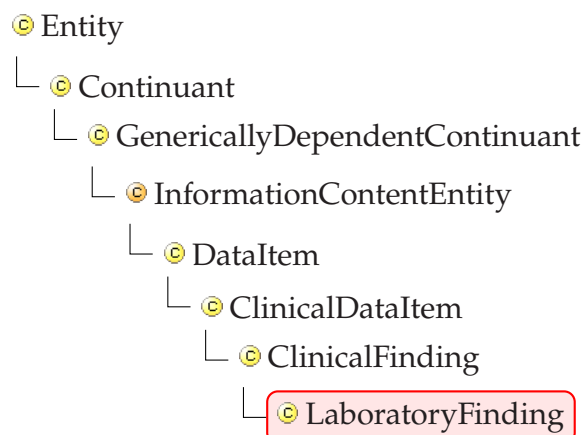 C Entity
C Continuant
C GenericallyDependentContinuant
C InformationContentEntity
C DataItem
C ClinicalDataItem
C ClinicalFinding
C LaboratoryFinding